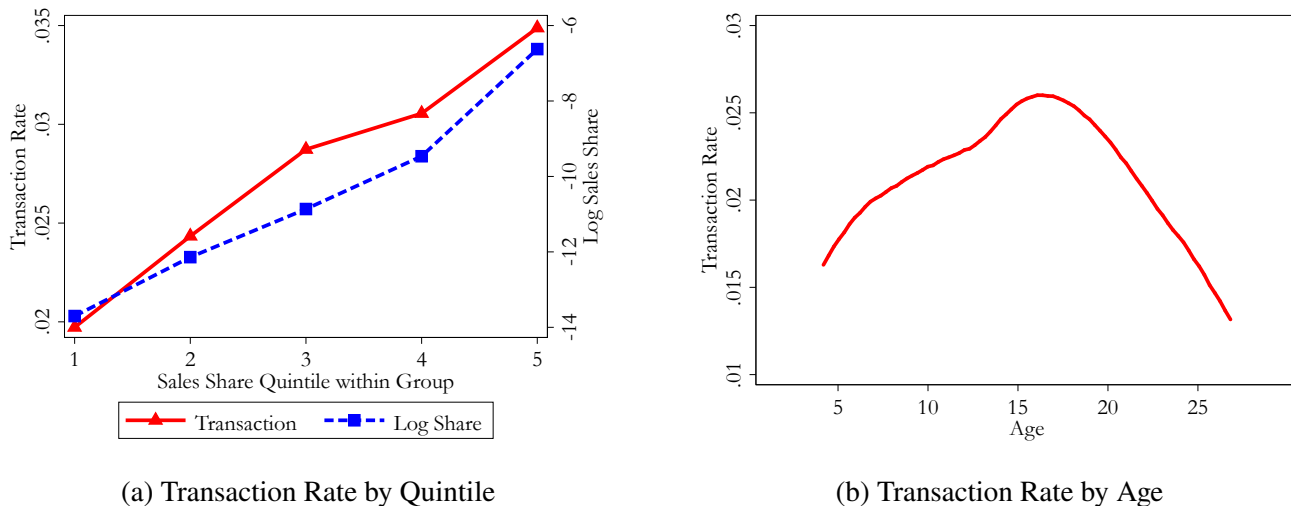 Transaction Rate
.035
.03
.025
.02
-6
-8
-10
-12
-14
Log Sales Share
1 2 3 4 5
Sales Share Quintile within Group
Transaction Log Share
(a) Transaction Rate by Quintile
Transaction Rate
.03
.025
.02
.015
.01
5 10 15 20 25
Age
(b) Transaction Rate by Age